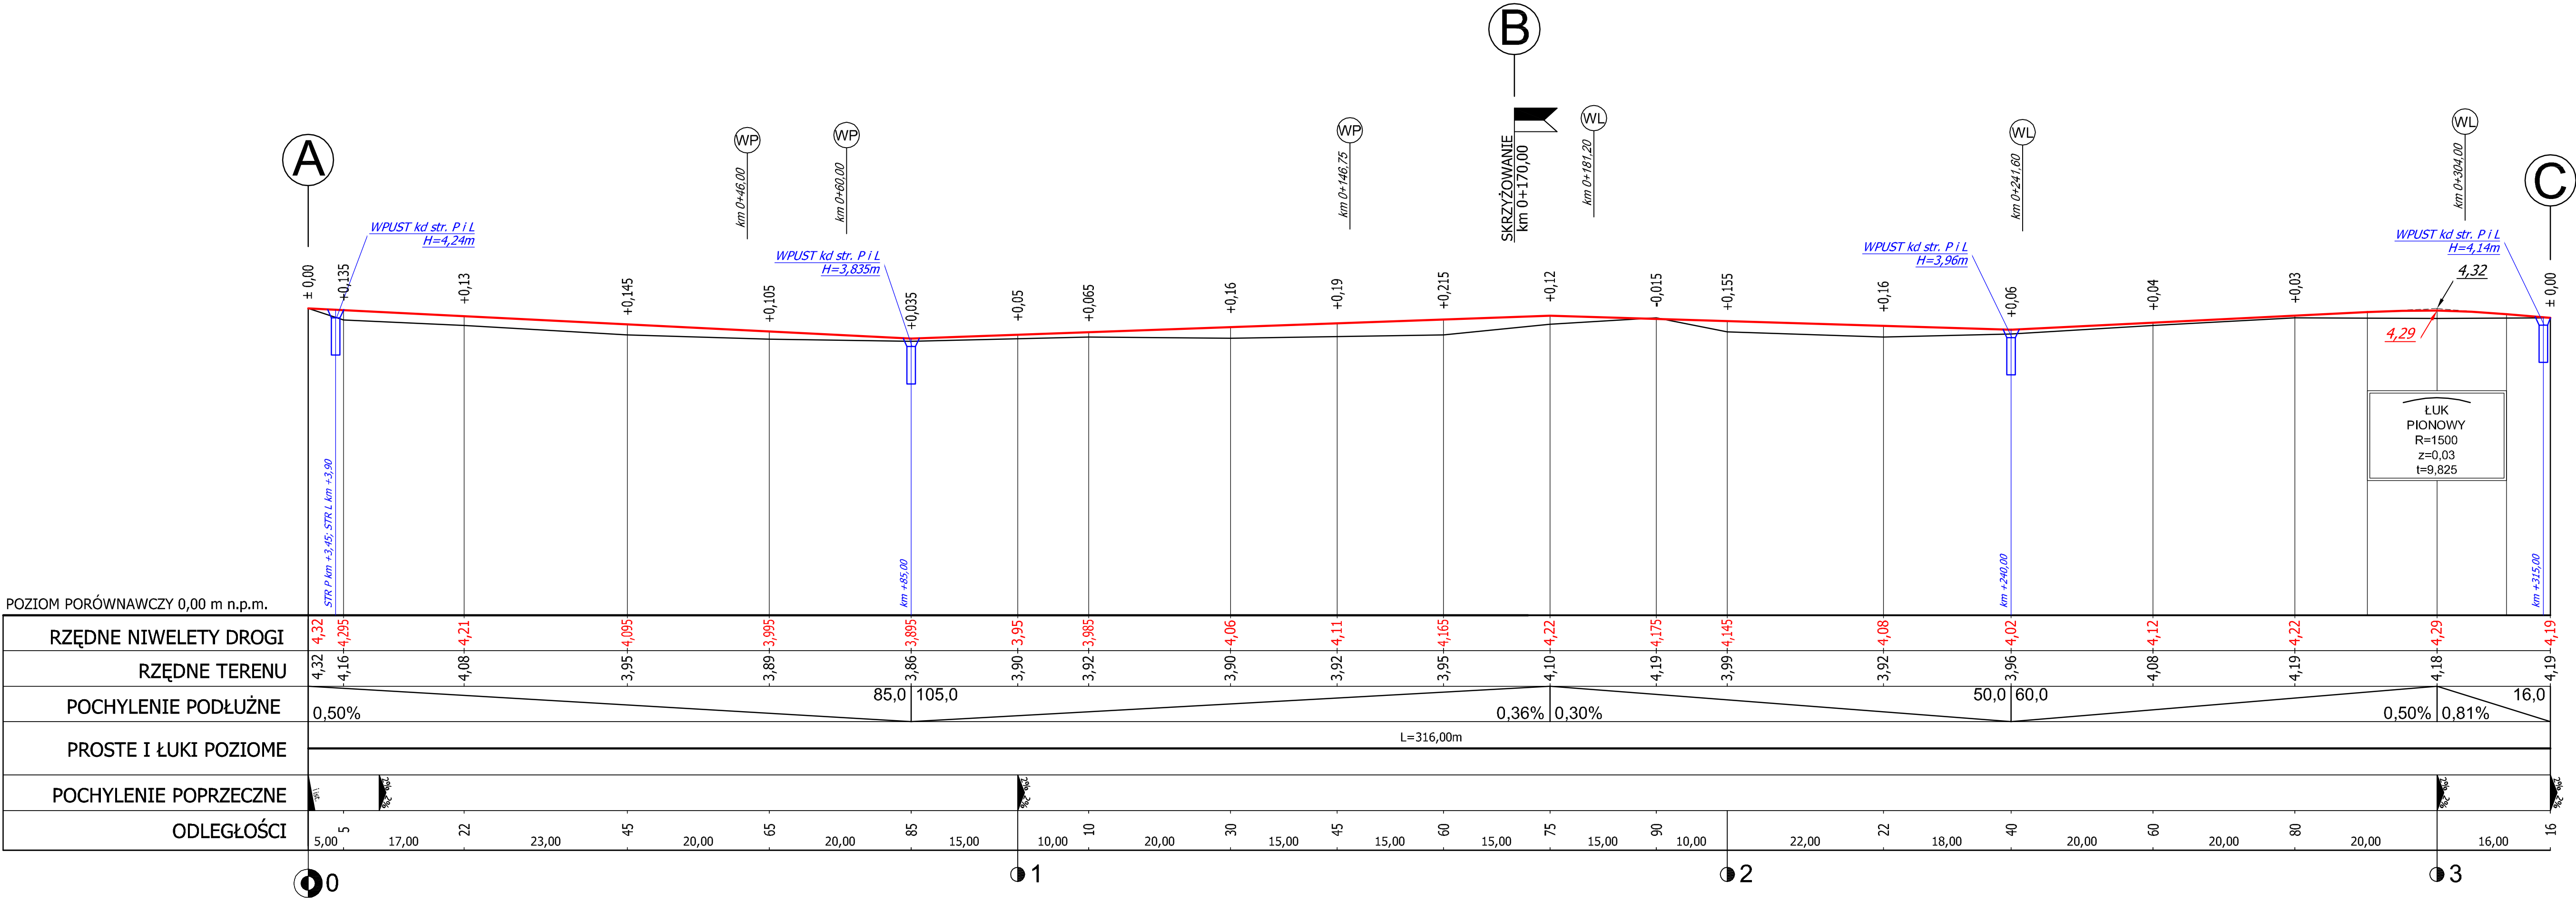 B
A
C
WP
km 0+46,00
WP
km 0+60,00
WP
km 0+146,75
SKRZYŻOWANIE
km 0+170,00
WL
km 0+181,20
WL
km 0+241,60
WL
km 0+304,00
WPUST kd str. P i L
H=4,24m
WPUST kd str. P i L
H=3,835m
WPUST kd str. P i L
H=3,96m
WPUST kd str. P i L
H=4,14m
4,32
4,29
± 0,00 +0,135 +0,13 +0,145 +0,105 +0,035 +0,05 +0,065 +0,16 +0,19 +0,215 +0,12 -0,015 +0,155 +0,16 +0,06 +0,04 +0,03 ± 0,00
ŁUK
PIONOWY
R=1500
z=0,03
t=9,825
STR P km +3,45; STR L km +3,90
km +85,00
km +240,00
km +315,00
POZIOM PORÓWNAWCZY 0,00 m n.p.m.
RZĘDNE NIWELETY DROGI 4,32 4,295 4,21 4,095 3,995 3,895 3,95 3,985 4,06 4,11 4,165 4,22 4,175 4,145 4,08 4,02 4,12 4,22 4,29 4,19
RZĘDNE TERENU 4,32 4,16 4,08 3,95 3,89 3,86 3,90 3,92 3,90 3,92 3,95 4,10 4,19 3,99 3,92 3,96 4,08 4,19 4,18 4,19
POCHYLENIE PODŁUŻNE 0,50% 85,0 105,0 0,36% 0,30% 50,0 60,0 0,50% 0,81% 16,0
PROSTE I ŁUKI POZIOME L=316,00m
POCHYLENIE POPRZECZNE 2% 2% 2% 2% 2% 2% 2% 2%
ODLEGŁOŚCI 5 22 45 65 85 10 30 45 60 75 90 22 40 60 80 16
5,00 17,00 23,00 20,00 20,00 15,00 10,00 20,00 15,00 15,00 15,00 15,00 10,00 22,00 18,00 20,00 20,00 20,00 16,00
0 1 2 3